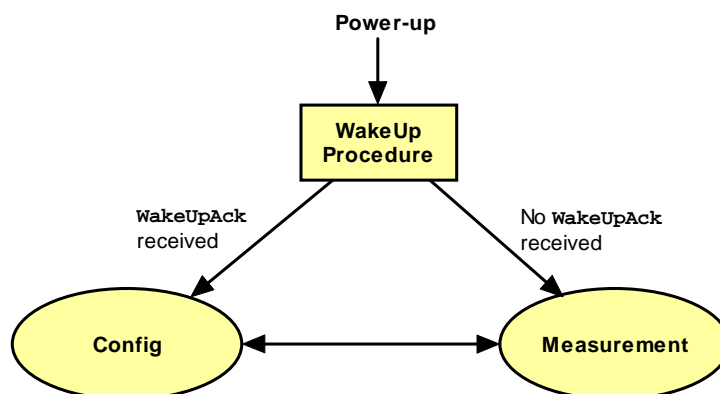 Power-up
WakeUp
Procedure
WakeUpAck
received
No WakeUpAck
received
Config
Measurement